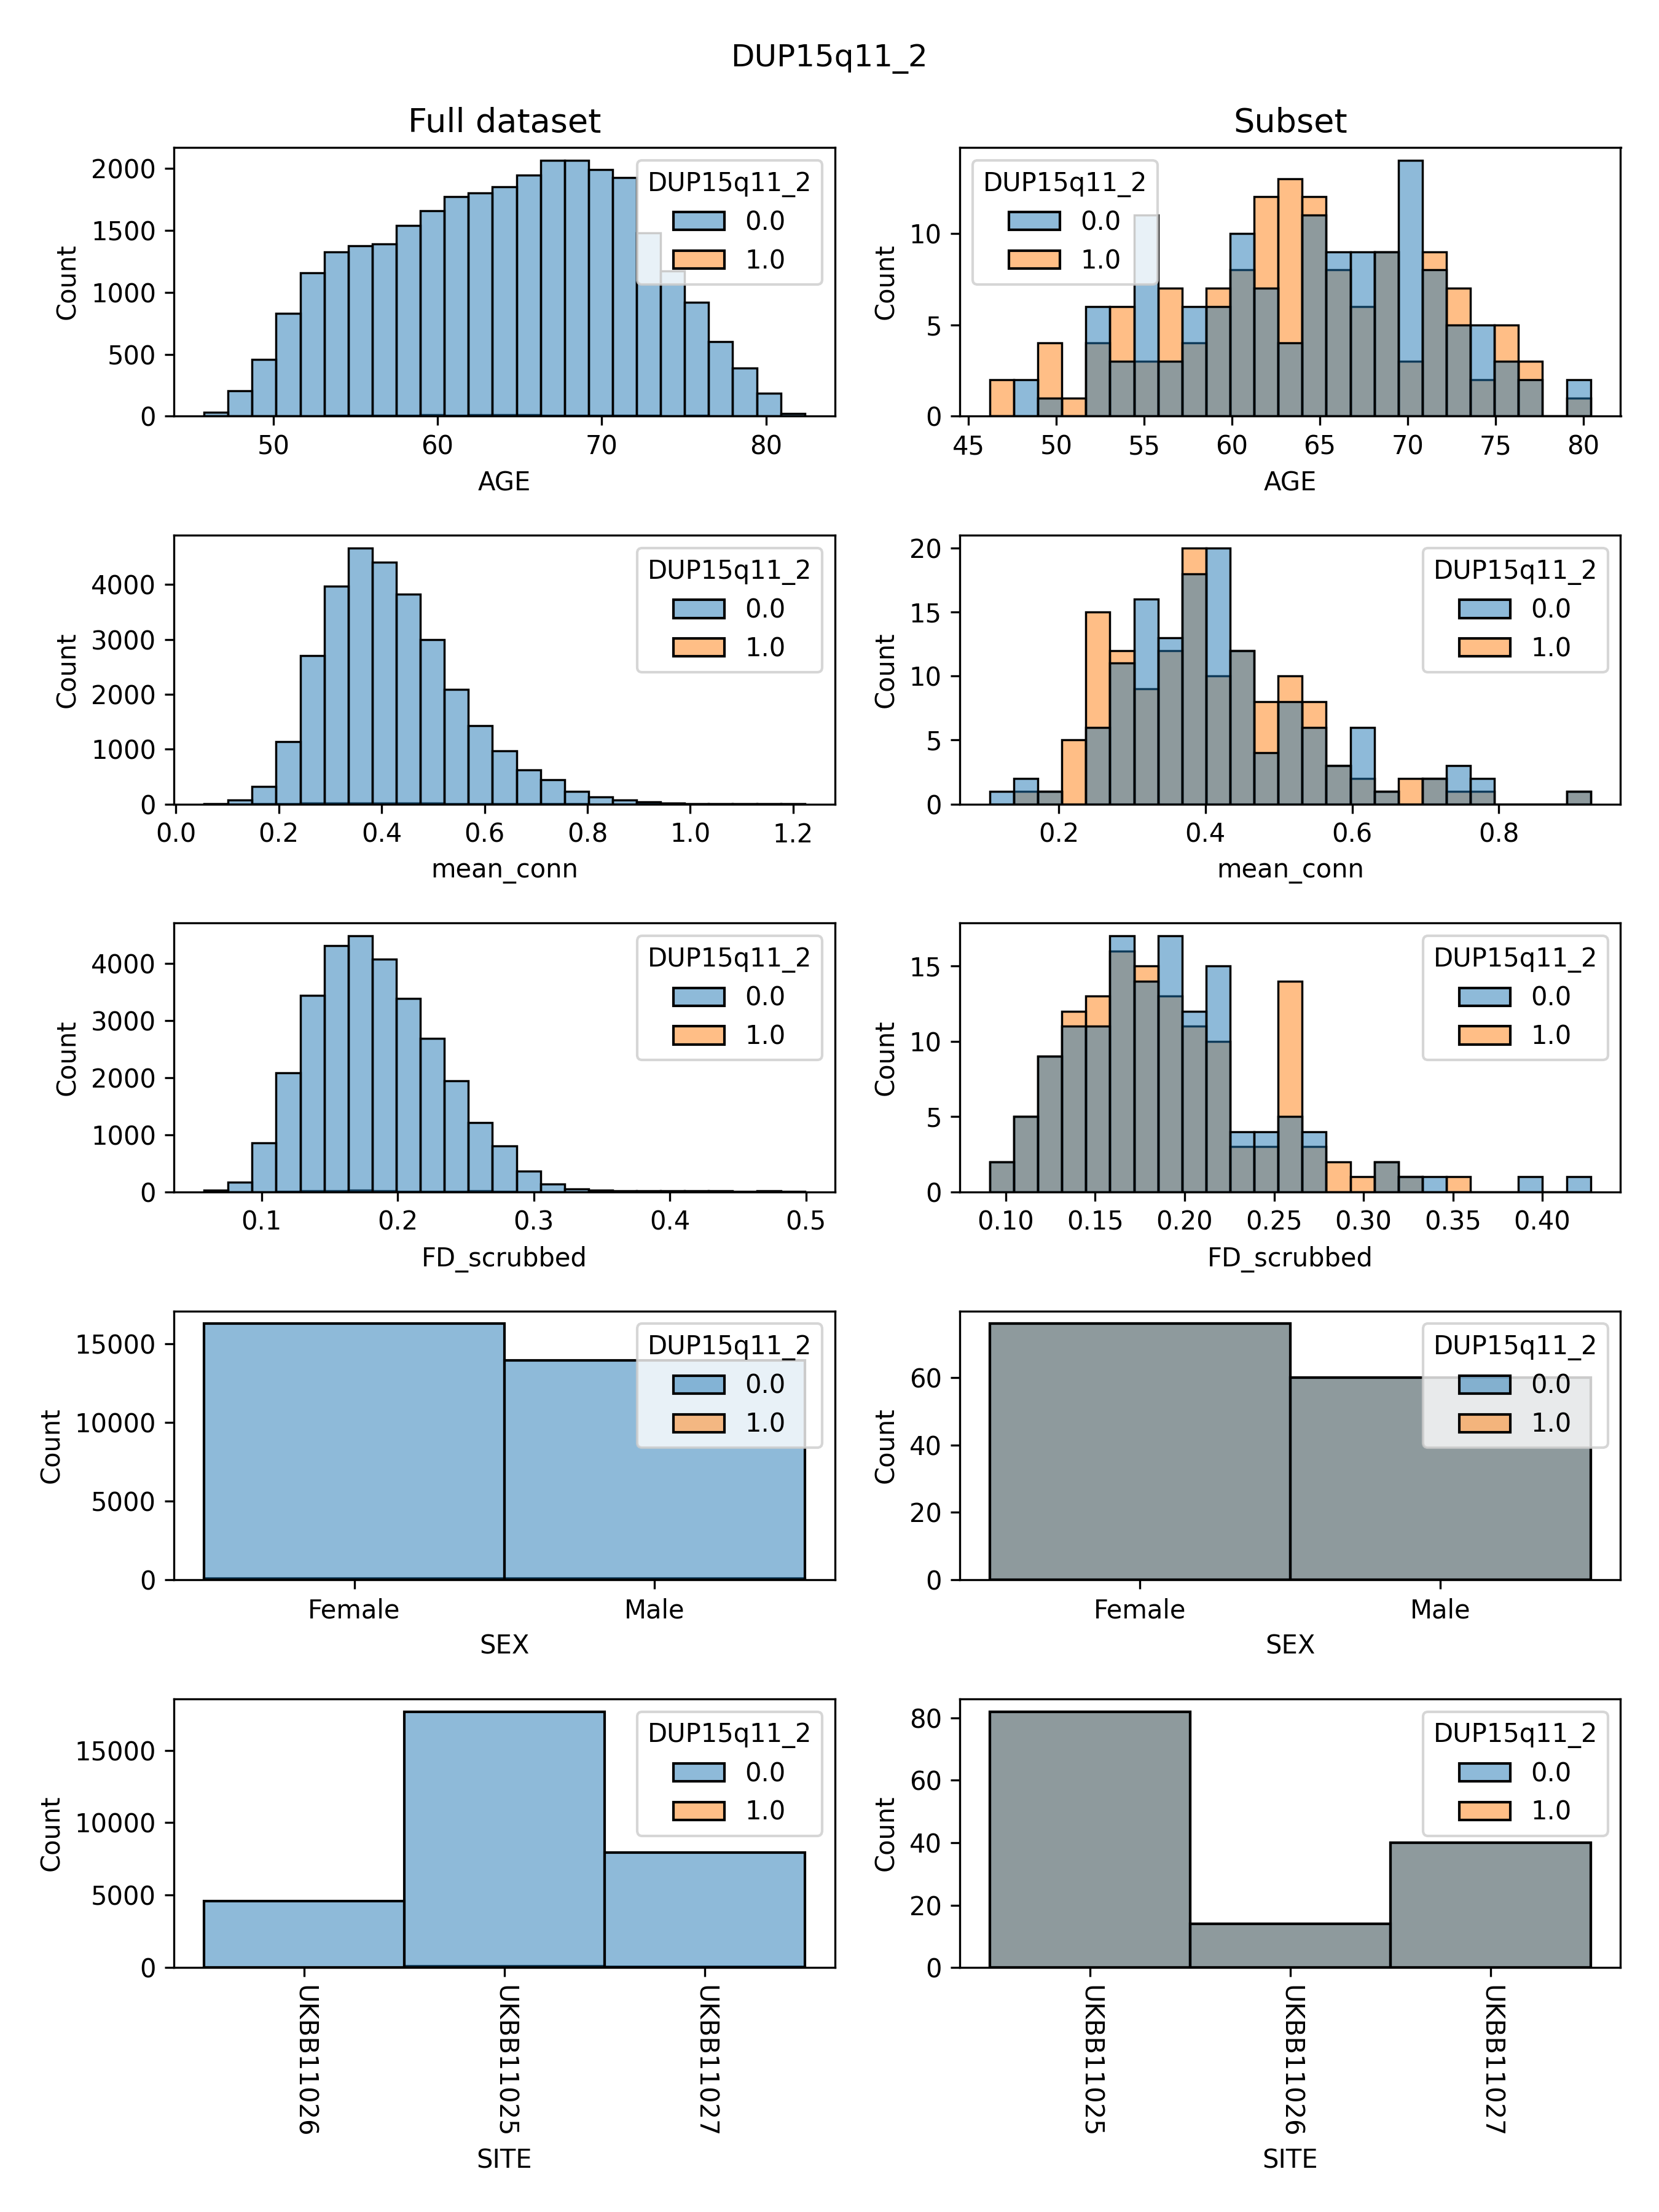 DUP15q11_2
Full dataset
Subset
2000
1500
1000
500
0
Count
50
60
70
80
AGE
DUP15q11_2
0.0
1.0
10
5
0
Count
45
50
55
60
65
70
75
80
AGE
DUP15q11_2
0.0
1.0
4000
3000
2000
1000
0
Count
0.0
0.2
0.4
0.6
0.8
1.0
1.2
mean_conn
DUP15q11_2
0.0
1.0
20
15
10
5
0
Count
0.2
0.4
0.6
0.8
mean_conn
DUP15q11_2
0.0
1.0
4000
3000
2000
1000
0
Count
0.1
0.2
0.3
0.4
0.5
FD_scrubbed
DUP15q11_2
0.0
1.0
15
10
5
0
Count
0.10
0.15
0.20
0.25
0.30
0.35
0.40
FD_scrubbed
DUP15q11_2
0.0
1.0
15000
10000
5000
0
Count
Female
Male
SEX
DUP15q11_2
0.0
1.0
60
40
20
0
Count
Female
Male
SEX
DUP15q11_2
0.0
1.0
15000
10000
5000
0
Count
UKBB11026
UKBB11025
UKBB11027
SITE
DUP15q11_2
0.0
1.0
80
60
40
20
0
Count
UKBB11025
UKBB11026
UKBB11027
SITE
DUP15q11_2
0.0
1.0